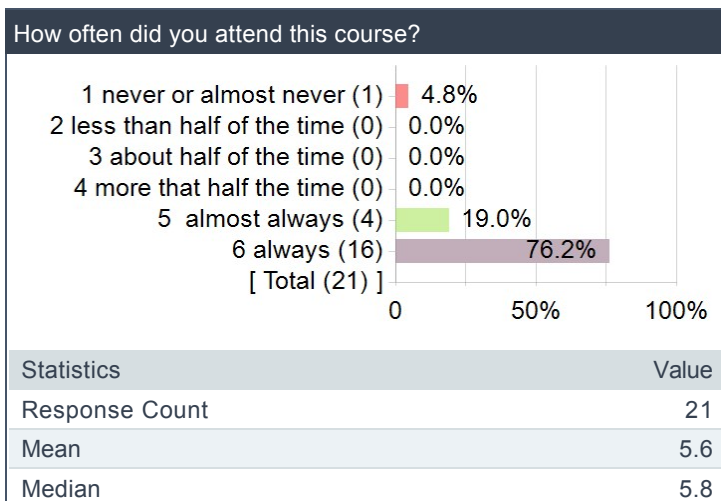 How often did you attend this course?
1 never or almost never (1) 4.8%
2 less than half of the time (0) 0.0%
3 about half of the time (0) 0.0%
4 more that half the time (0) 0.0%
5 almost always (4) 19.0%
6 always (16) 76.2%
[ Total (21) ]
0 50% 100%
Statistics Value
Response Count 21
Mean 5.6
Median 5.8